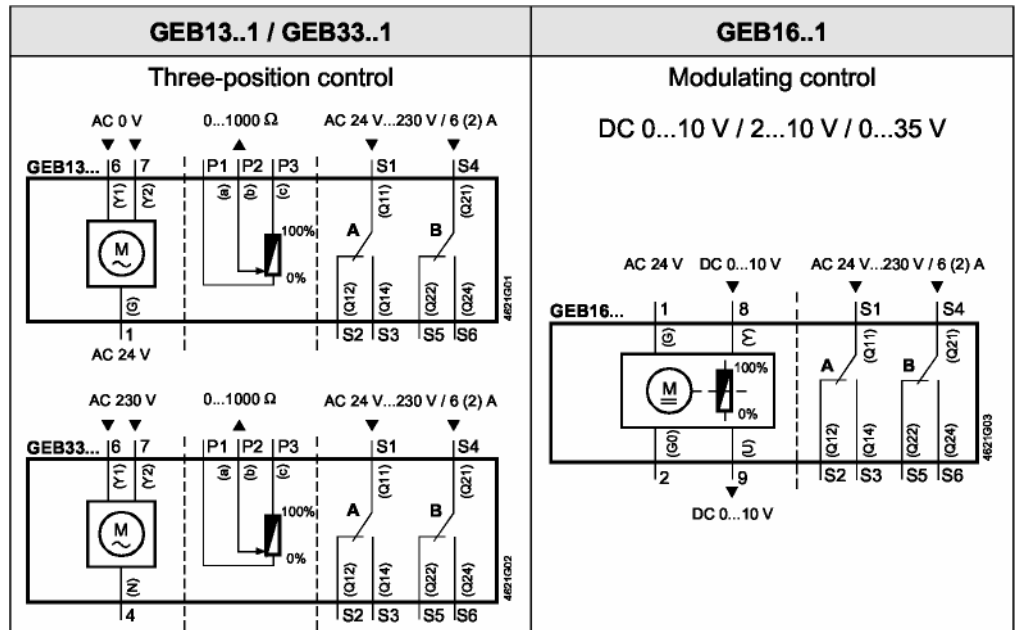 GEB13..1 / GEB33..1
Three-position control
AC 0 V 0...1000 Ω AC 24 V...230 V / 6 (2) A
GEB13... 6 7 P1 P2 P3 S1 S4
(Y1) (Y2) (a) (b) (c) (Q11) (Q21)
M A B
100%
0%
(G) (Q12) (Q14) (Q22) (Q24)
1 S2 S3 S5 S6
AC 24 V
4621G01
AC 230 V 0...1000 Ω AC 24 V...230 V / 6 (2) A
GEB33... 6 7 P1 P2 P3 S1 S4
(Y1) (Y2) (a) (b) (c) (Q11) (Q21)
M A B
100%
0%
(N) (Q12) (Q14) (Q22) (Q24)
4 S2 S3 S5 S6
4621G02
GEB16..1
Modulating control
DC 0...10 V / 2...10 V / 0...35 V
AC 24 V DC 0...10 V AC 24 V...230 V / 6 (2) A
GEB16... 1 8 S1 S4
(G) (Y) (Q11) (Q21)
M A B
100%
0%
(G0) (U) (Q12) (Q14) (Q22) (Q24)
2 9 S2 S3 S5 S6
DC 0...10 V
4621G03